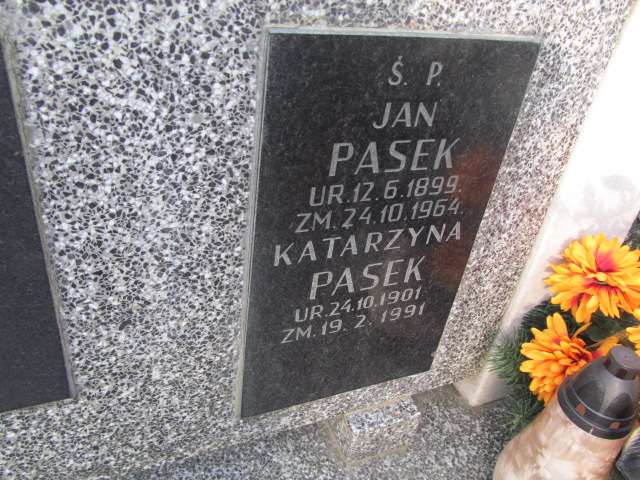 Ś. P.
JAN
PASEK
UR.12.6.1899.
ZM.24.10.1964.
KATARZYNA
PASEK
UR.24.10.1901
ZM.19.2.1991